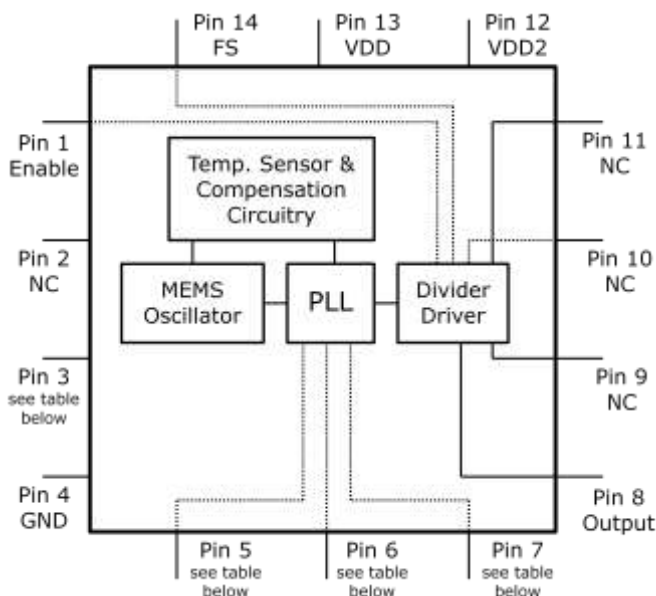 Pin 14
FS
Pin 13
VDD
Pin 12
VDD2
Pin 1
Enable
Pin 11
NC
Temp. Sensor &
Compensation
Circuitry
Pin 2
NC
Pin 10
NC
MEMS
Oscillator
PLL
Divider
Driver
Pin 3
see table
below
Pin 9
NC
Pin 4
GND
Pin 8
Output
Pin 5
see table
below
Pin 6
see table
below
Pin 7
see table
below